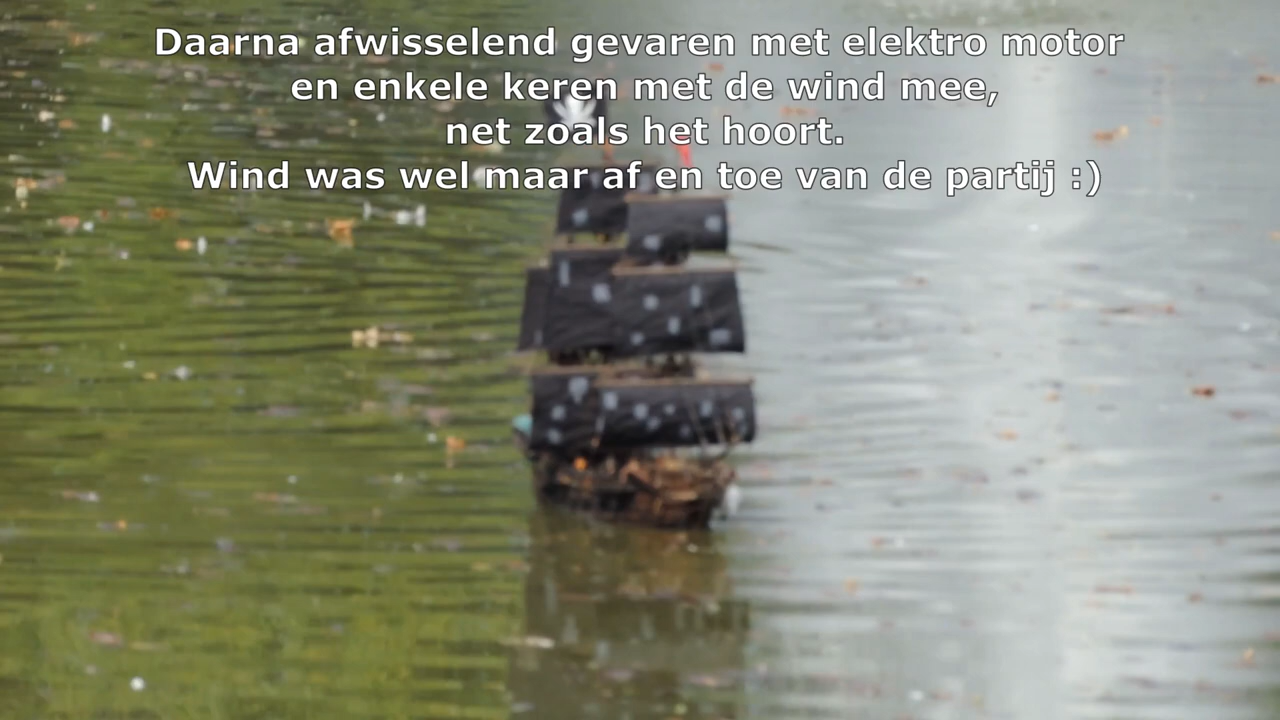 Daarna afwisselend gevaren met elektro motor
en enkele keren met de wind mee,
net zoals het hoort.
Wind was wel maar af en toe van de partij :)